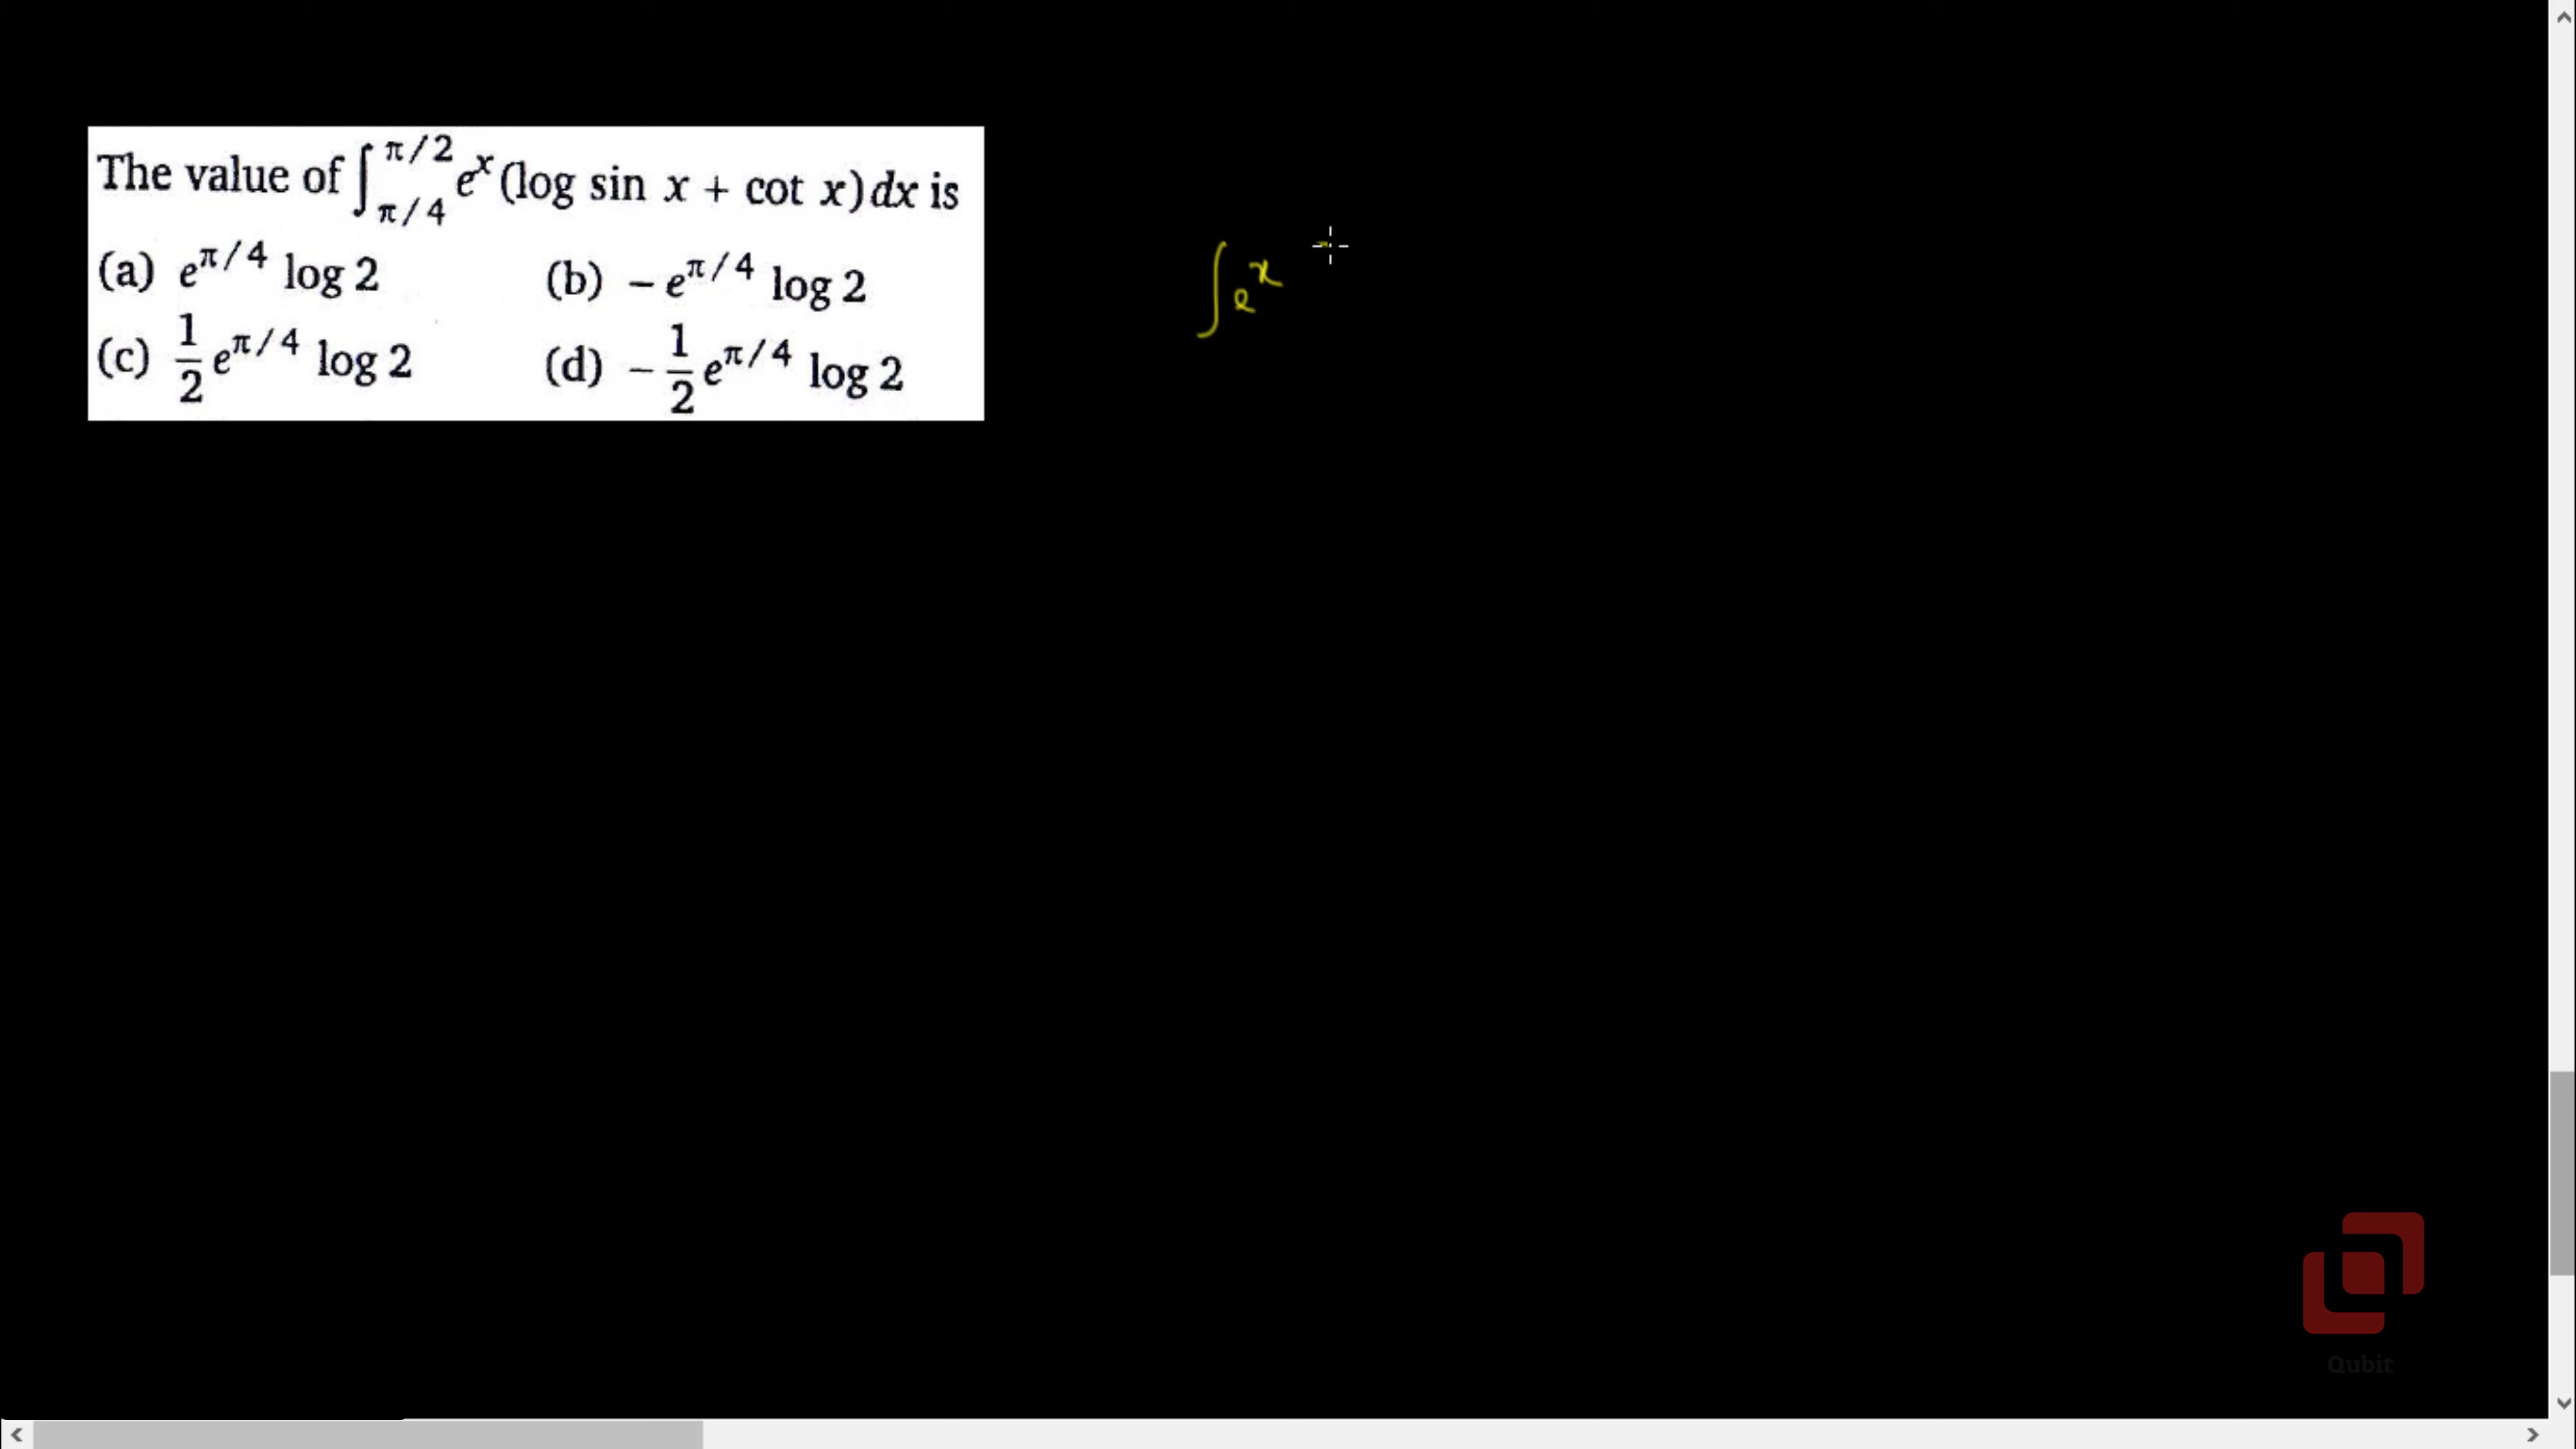 The value of ∫_{π/4}^{π/2} e^x (log sin x + cot x) dx is
(a) e^{π/4} log 2 (b) − e^{π/4} log 2
(c) 1/2 e^{π/4} log 2 (d) − 1/2 e^{π/4} log 2
∫ e^x
Qubit